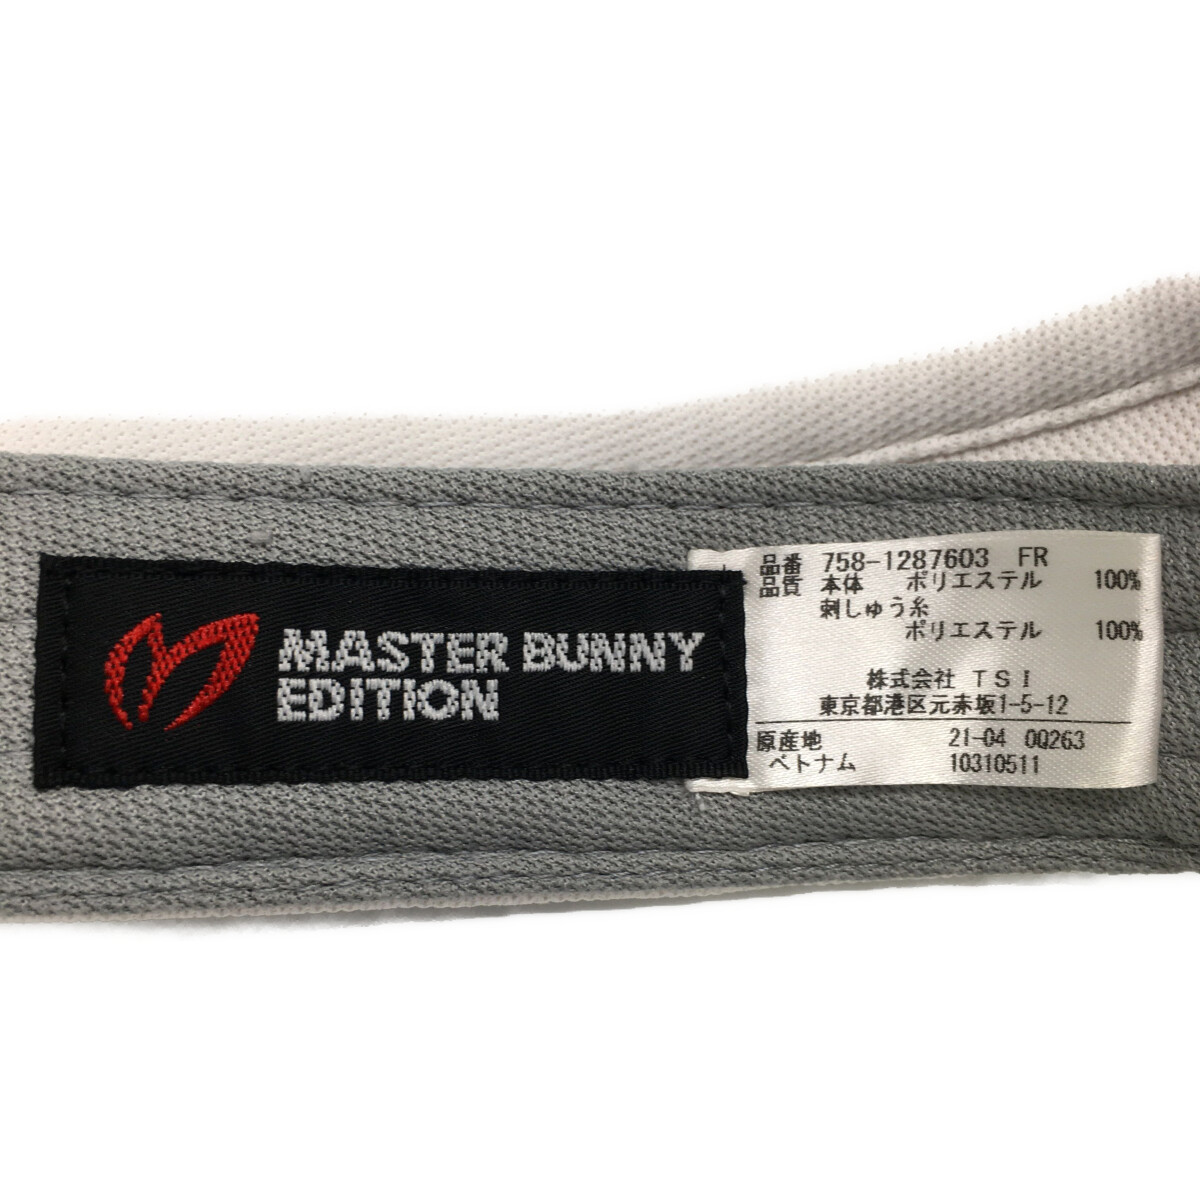 MASTER BUNNY
EDITION
品番 758-1287603 FR
品質 本体 ポリエステル 100%
刺しゅう糸
ポリエステル 100%
株式会社 TSI
東京都港区元赤坂1-5-12
原産地 21-04 0Q263
ベトナム 10310511